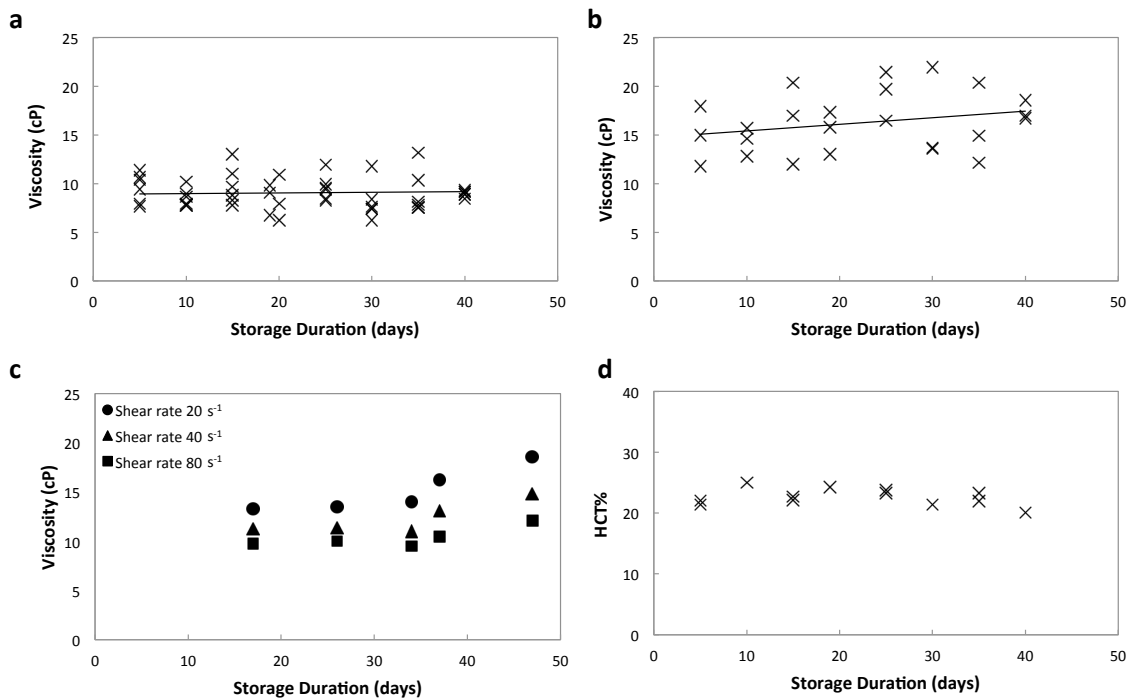 a
25
20
15
10
5
0
Viscosity (cP)
0 10 20 30 40 50
Storage Duration (days)
b
25
20
15
10
5
0
Viscosity (cP)
0 10 20 30 40 50
Storage Duration (days)
c
25
20
15
10
5
0
Viscosity (cP)
Shear rate 20 s⁻¹
Shear rate 40 s⁻¹
Shear rate 80 s⁻¹
0 10 20 30 40 50
Storage Duration (days)
d
40
30
20
10
0
HCT%
0 10 20 30 40 50
Storage Duration (days)